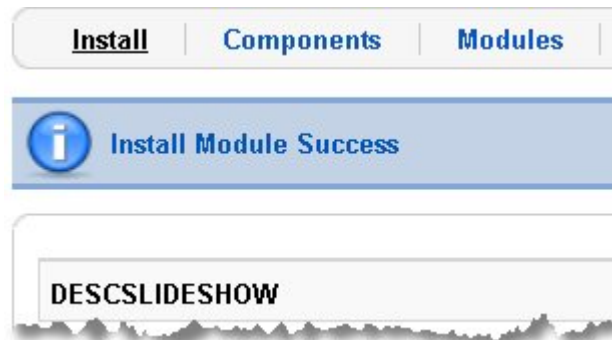 Install Components Modules
Install Module Success
DESCSLIDESHOW